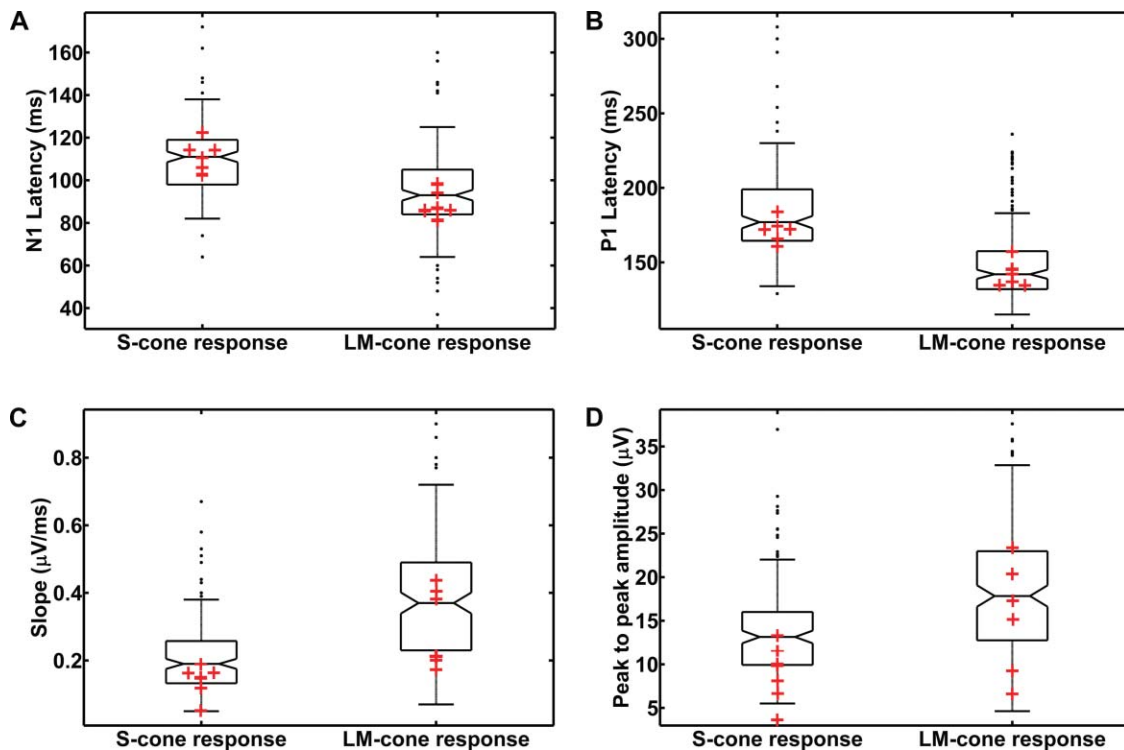 A
N1 Latency (ms)
160
140
120
100
80
60
40
S-cone response LM-cone response
B
P1 Latency (ms)
300
250
200
150
S-cone response LM-cone response
C
Slope (μV/ms)
0.8
0.6
0.4
0.2
S-cone response LM-cone response
D
Peak to peak amplitude (μV)
35
30
25
20
15
10
5
S-cone response LM-cone response